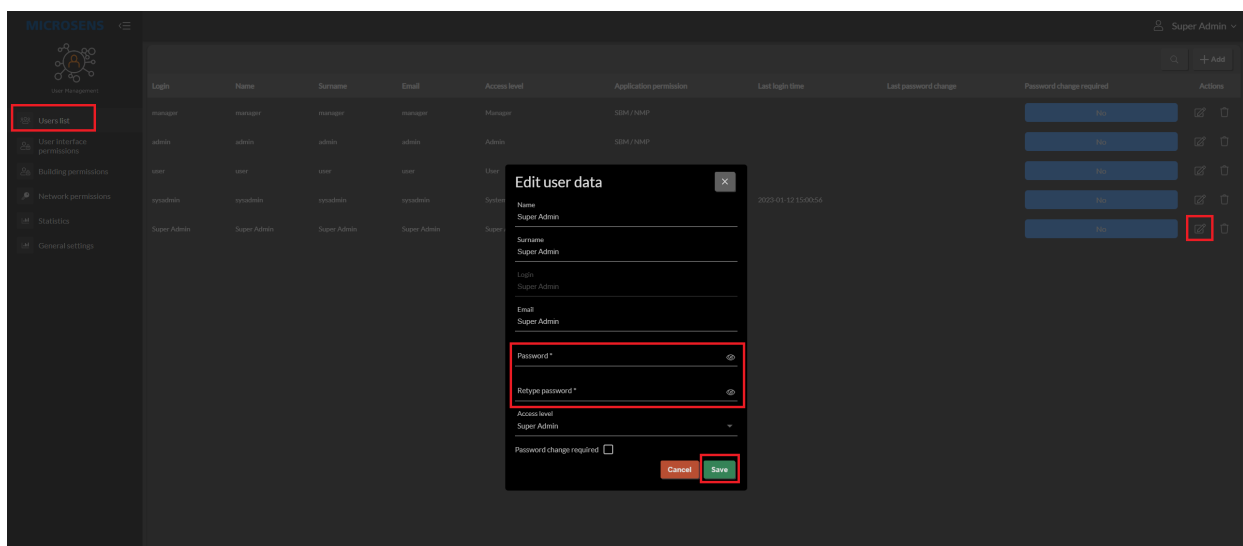 MICROSENS
Super Admin
User Management
Add
Login Name Surname Email Access level Application permission Last login time Last password change Password change required Actions
Users list
manager manager manager manager Manager SBM / NMP No
User Interface
permissions
admin admin admin admin Admin SBM / NMP No
Building permissions
user user user user User No
Network permissions
sysadmin sysadmin sysadmin sysadmin System 2023-01-12 15:00:56 No
Statistics
Super Admin Super Admin Super Admin Super Admin Super No
General settings
Edit user data
Name
Super Admin
Surname
Super Admin
Login
Super Admin
Email
Super Admin
Password *
Retype password *
Access level
Super Admin
Password change required
Cancel Save